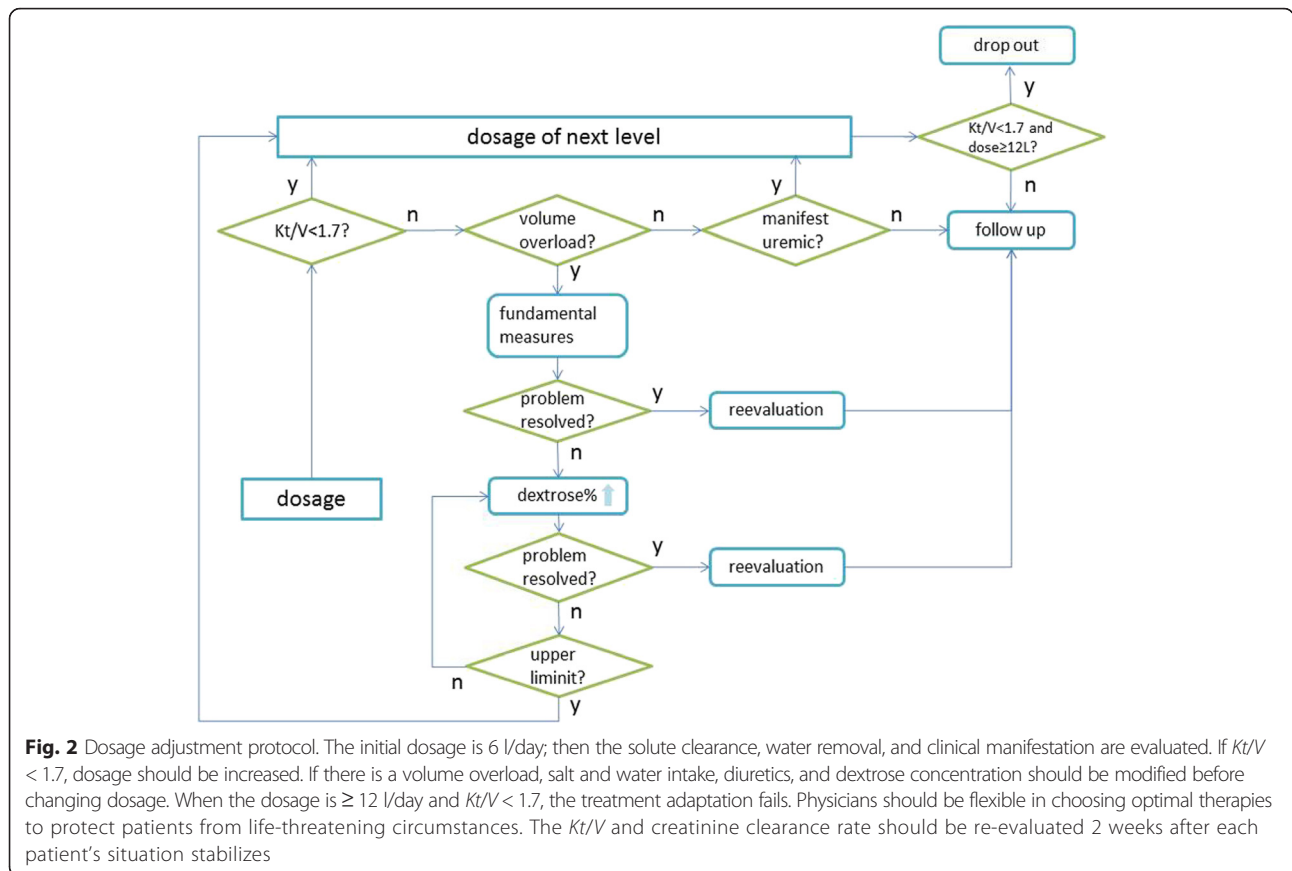 drop out
y
Kt/V<1.7 and
dose≥12L?
dosage of next level
y
y
n
Kt/V<1.7?
n
volume
overload?
n
manifest
uremic?
n
follow up
y
fundamental
measures
problem
resolved?
y
reevaluation
n
dosage
dextrose%
problem
resolved?
y
reevaluation
n
upper
liminit?
n
y
Fig. 2 Dosage adjustment protocol. The initial dosage is 6 l/day; then the solute clearance, water removal, and clinical manifestation are evaluated. If Kt/V
< 1.7, dosage should be increased. If there is a volume overload, salt and water intake, diuretics, and dextrose concentration should be modified before
changing dosage. When the dosage is ≥ 12 l/day and Kt/V < 1.7, the treatment adaptation fails. Physicians should be flexible in choosing optimal therapies
to protect patients from life-threatening circumstances. The Kt/V and creatinine clearance rate should be re-evaluated 2 weeks after each
patient's situation stabilizes